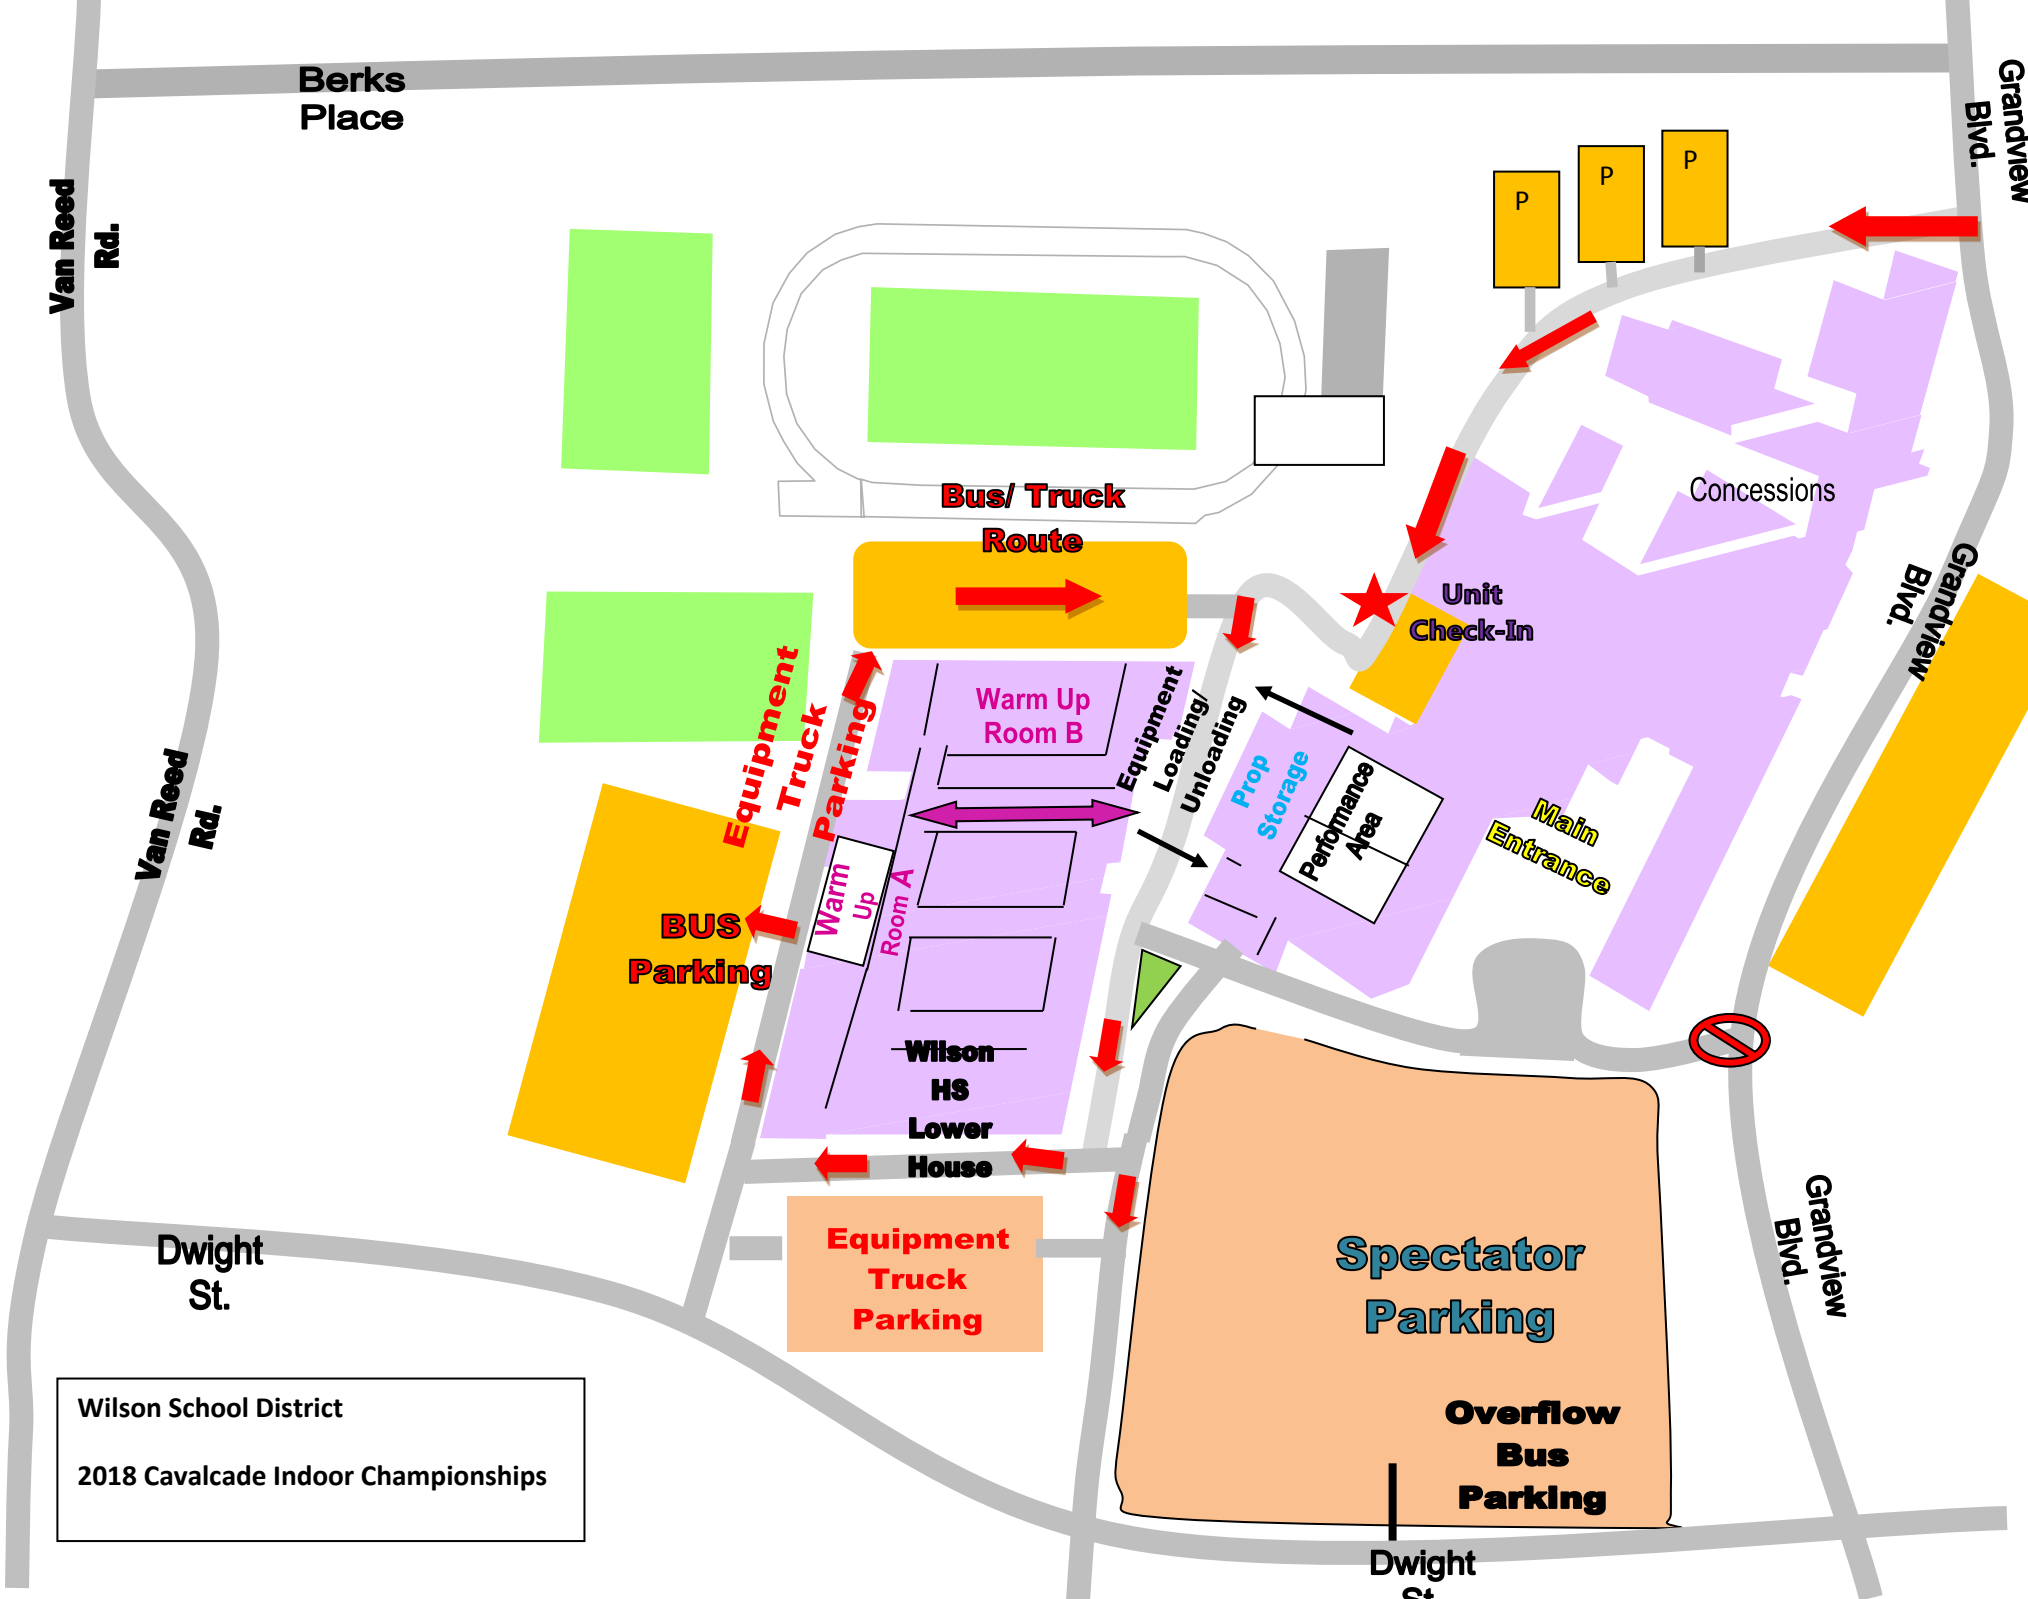 Berks
Place
Grandview
Blvd.
P
P
P
Van Reed
Rd.
Bus/ Truck
Route
Concessions
Unit
Check-In
Grandview
Blvd.
Equipment
Truck
Parking
Warm Up
Room B
Equipment
Loading/
Unloading
Prop
Storage
Performance
Area
Main
Entrance
Van Reed
Rd.
Warm
Up
Room A
BUS
Parking
Wilson
HS
Lower
House
Dwight
St.
Equipment
Truck
Parking
Spectator
Parking
Grandview
Blvd.
Overflow
Bus
Parking
Wilson School District
2018 Cavalcade Indoor Championships
Dwight
St